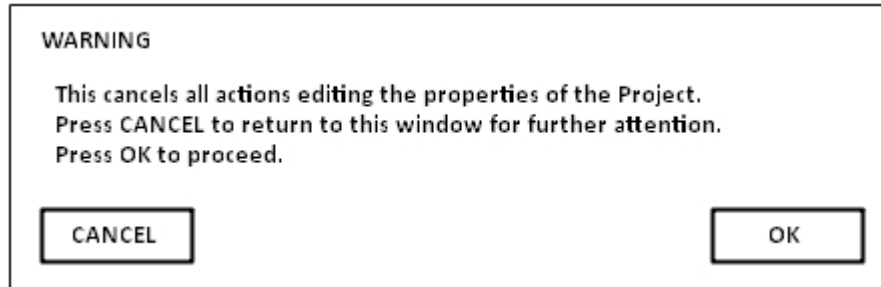 WARNING
This cancels all actions editing the properties of the Project.
Press CANCEL to return to this window for further attention.
Press OK to proceed.
CANCEL OK